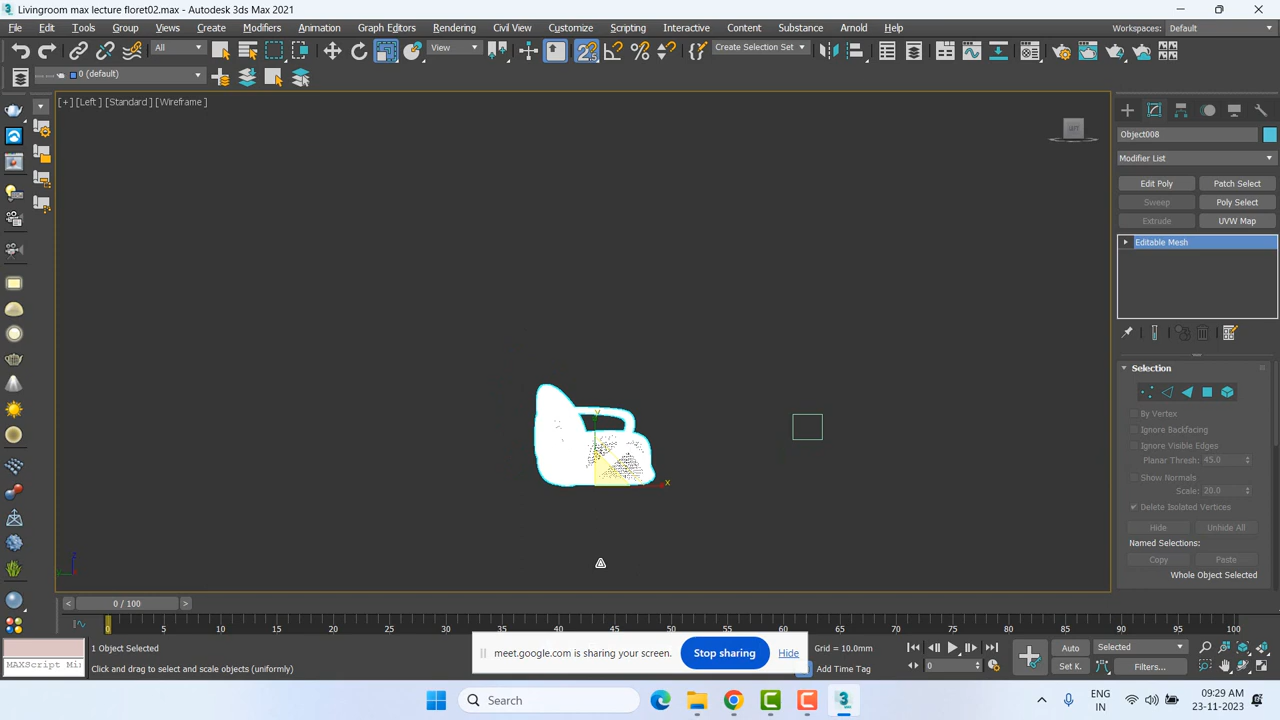 Livingroom max lecture floret02.max - Autodesk 3ds Max 2021
File Edit Tools Group Views Create Modifiers Animation Graph Editors Rendering Civil View Customize Scripting Interactive Content Substance Arnold Help
Workspaces: Default
All View Create Selection Set
0 (default)
[+] [Left ] [Standard ] [Wireframe ]
LEFT
Object008
Modifier List
Edit Poly Patch Select
Sweep Poly Select
Extrude UVW Map
Editable Mesh
Selection
By Vertex
Ignore Backfacing
Ignore Visible Edges
Planar Thresh: 45.0
Show Normals
Scale: 20.0
Delete Isolated Vertices
Hide Unhide All
Named Selections:
Copy Paste
Whole Object Selected
y
x
z
< 0 / 100 >
0 5 10 15 20 25 30 35 40 45 50 55 60 65 70 75 80 85 90 95 100
1 Object Selected
MAXScript Mi
Click and drag to select and scale objects (uniformly)
meet.google.com is sharing your screen. Stop sharing Hide
Grid = 10.0mm
Add Time Tag
0
Auto Selected
Set K. Filters...
Search
ENG
IN
09:29 AM
23-11-2023